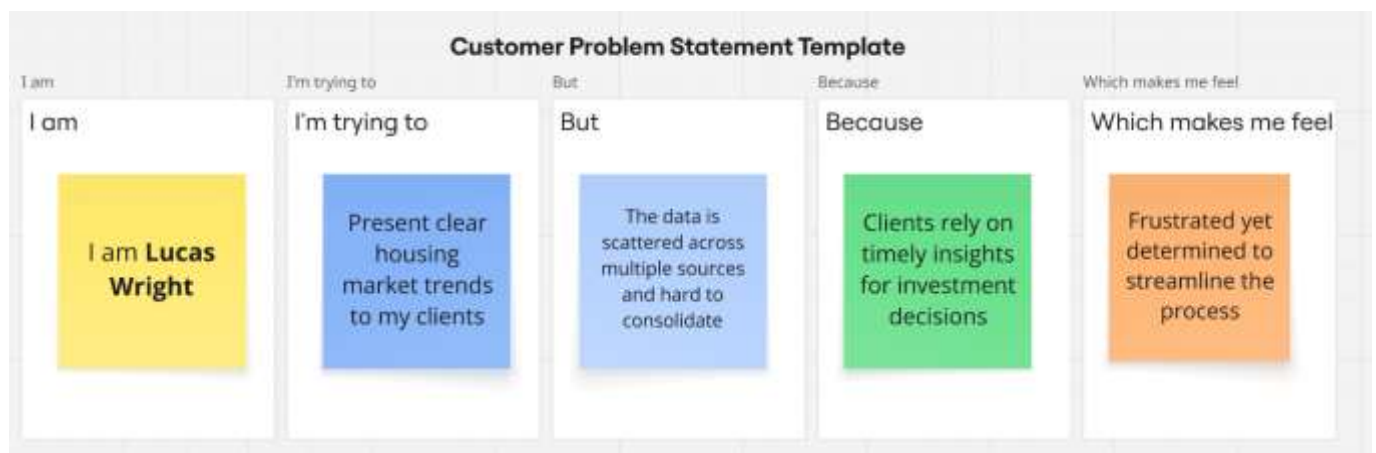 Customer Problem Statement Template
I am
I'm trying to
But
Because
Which makes me feel
I am
I'm trying to
But
Because
Which makes me feel
I am Lucas
Wright
Present clear
housing
market trends
to my clients
The data is
scattered across
multiple sources
and hard to
consolidate
Clients rely on
timely insights
for investment
decisions
Frustrated yet
determined to
streamline the
process